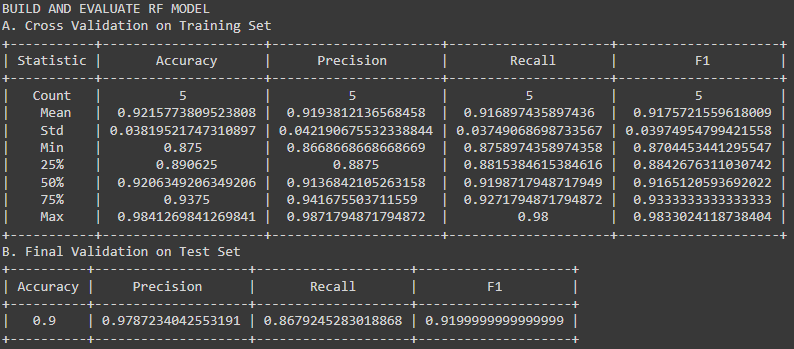 BUILD AND EVALUATE RF MODEL
A. Cross Validation on Training Set
+-----------+---------------------+----------------------+---------------------+---------------------+
| Statistic |       Accuracy      |      Precision       |        Recall       |          F1         |
+-----------+---------------------+----------------------+---------------------+---------------------+
|   Count   |          5          |          5           |          5          |          5          |
|    Mean   |  0.9215773809523808 |  0.9193812136568458  |  0.916897435897436  |  0.9175721559618009 |
|    Std    | 0.03819521747310897 | 0.042190675532338844 | 0.03749068698733567 | 0.03974954799421558 |
|    Min    |        0.875        |  0.8668668668668669  |  0.8758974358974358 |  0.8704453441295547 |
|    25%    |       0.890625      |        0.8875        |  0.8815384615384616 |  0.8842676311030742 |
|    50%    |  0.9206349206349206 |  0.9136842105263158  |  0.9198717948717949 |  0.9165120593692022 |
|    75%    |        0.9375       |  0.941675503711559   |  0.9271794871794872 |  0.9333333333333333 |
|    Max    |  0.9841269841269841 |  0.9871794871794872  |         0.98        |  0.9833024118738404 |
+-----------+---------------------+----------------------+---------------------+---------------------+
B. Final Validation on Test Set
+----------+--------------------+--------------------+--------------------+
| Accuracy |     Precision      |       Recall       |         F1         |
+----------+--------------------+--------------------+--------------------+
|   0.9    | 0.9787234042553191 | 0.8679245283018868 | 0.9199999999999999 |
+----------+--------------------+--------------------+--------------------+